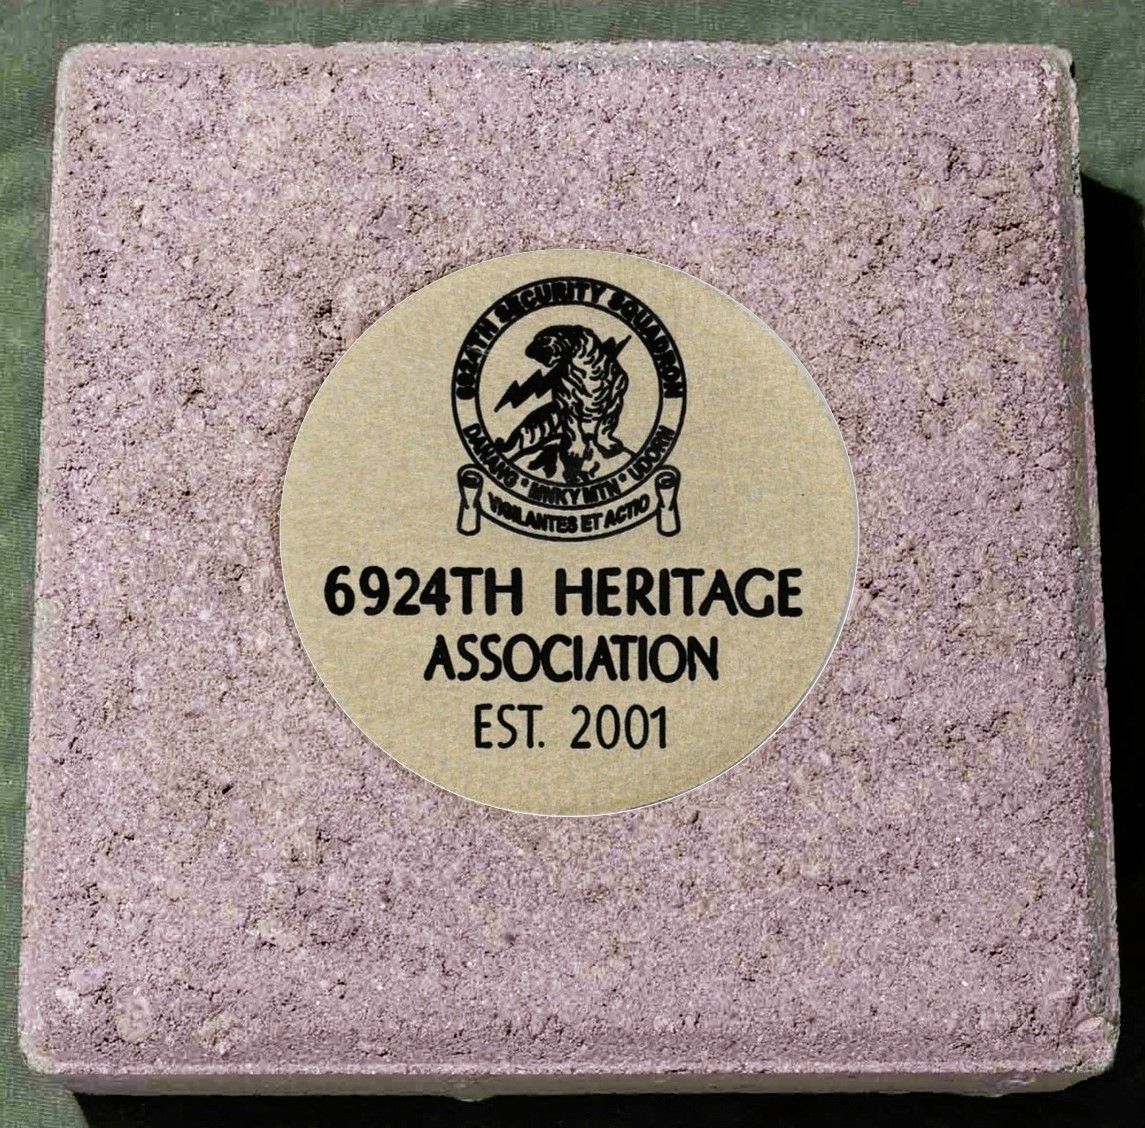 6924TH SECURITY SQUADRON
DANANG * MNKY MTN * UDORN
VIGILANTES ET ACTIO
6924TH HERITAGE
ASSOCIATION
EST. 2001